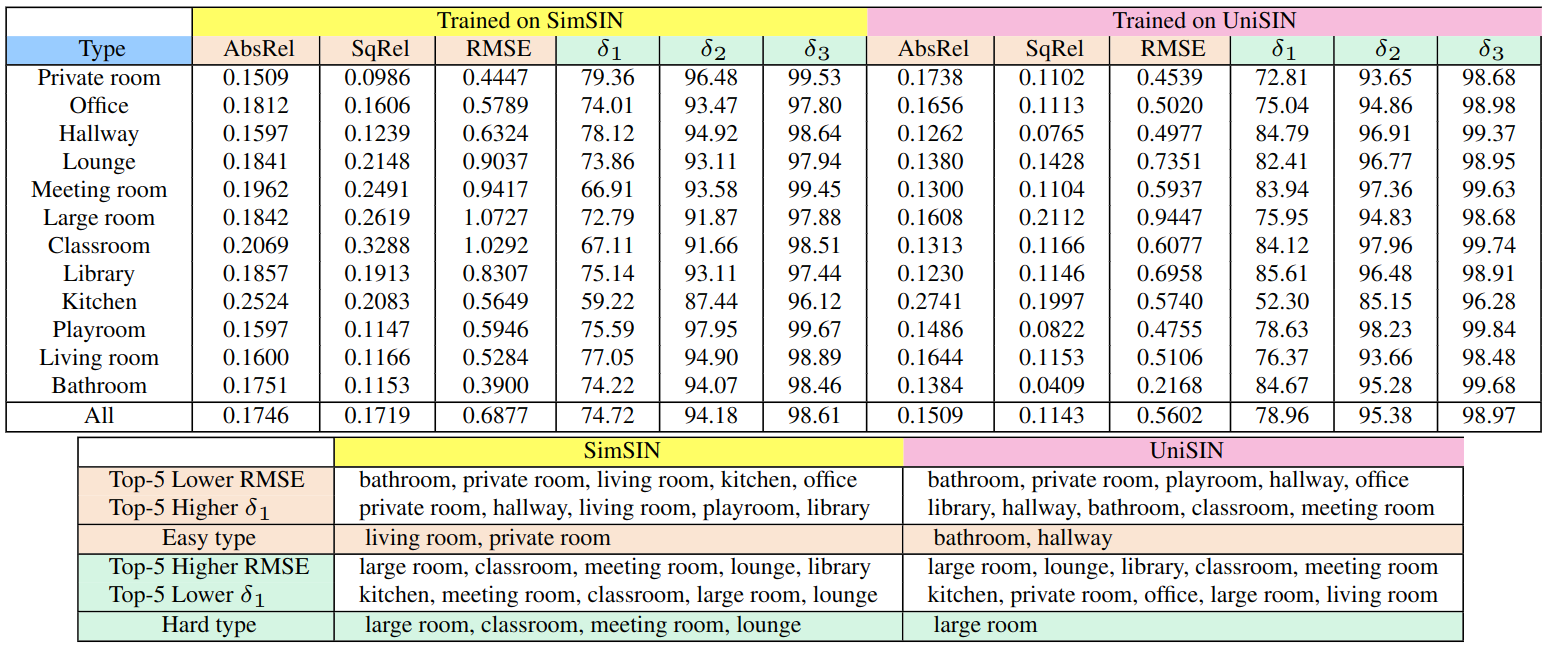 Trained on SimSIN Trained on UniSIN
Type AbsRel SqRel RMSE δ1 δ2 δ3 AbsRel SqRel RMSE δ1 δ2 δ3
Private room 0.1509 0.0986 0.4447 79.36 96.48 99.53 0.1738 0.1102 0.4539 72.81 93.65 98.68
Office 0.1812 0.1606 0.5789 74.01 93.47 97.80 0.1656 0.1113 0.5020 75.04 94.86 98.98
Hallway 0.1597 0.1239 0.6324 78.12 94.92 98.64 0.1262 0.0765 0.4977 84.79 96.91 99.37
Lounge 0.1841 0.2148 0.9037 73.86 93.11 97.94 0.1380 0.1428 0.7351 82.41 96.77 98.95
Meeting room 0.1962 0.2491 0.9417 66.91 93.58 99.45 0.1300 0.1104 0.5937 83.94 97.36 99.63
Large room 0.1842 0.2619 1.0727 72.79 91.87 97.88 0.1608 0.2112 0.9447 75.95 94.83 98.68
Classroom 0.2069 0.3288 1.0292 67.11 91.66 98.51 0.1313 0.1166 0.6077 84.12 97.96 99.74
Library 0.1857 0.1913 0.8307 75.14 93.11 97.44 0.1230 0.1146 0.6958 85.61 96.48 98.91
Kitchen 0.2524 0.2083 0.5649 59.22 87.44 96.12 0.2741 0.1997 0.5740 52.30 85.15 96.28
Playroom 0.1597 0.1147 0.5946 75.59 97.95 99.67 0.1486 0.0822 0.4755 78.63 98.23 99.84
Living room 0.1600 0.1166 0.5284 77.05 94.90 98.89 0.1644 0.1153 0.5106 76.37 93.66 98.48
Bathroom 0.1751 0.1153 0.3900 74.22 94.07 98.46 0.1384 0.0409 0.2168 84.67 95.28 99.68
All 0.1746 0.1719 0.6877 74.72 94.18 98.61 0.1509 0.1143 0.5602 78.96 95.38 98.97
SimSIN UniSIN
Top-5 Lower RMSE bathroom, private room, living room, kitchen, office bathroom, private room, playroom, hallway, office
Top-5 Higher δ1 private room, hallway, living room, playroom, library library, hallway, bathroom, classroom, meeting room
Easy type living room, private room bathroom, hallway
Top-5 Higher RMSE large room, classroom, meeting room, lounge, library large room, lounge, library, classroom, meeting room
Top-5 Lower δ1 kitchen, meeting room, classroom, large room, lounge kitchen, private room, office, large room, living room
Hard type large room, classroom, meeting room, lounge large room